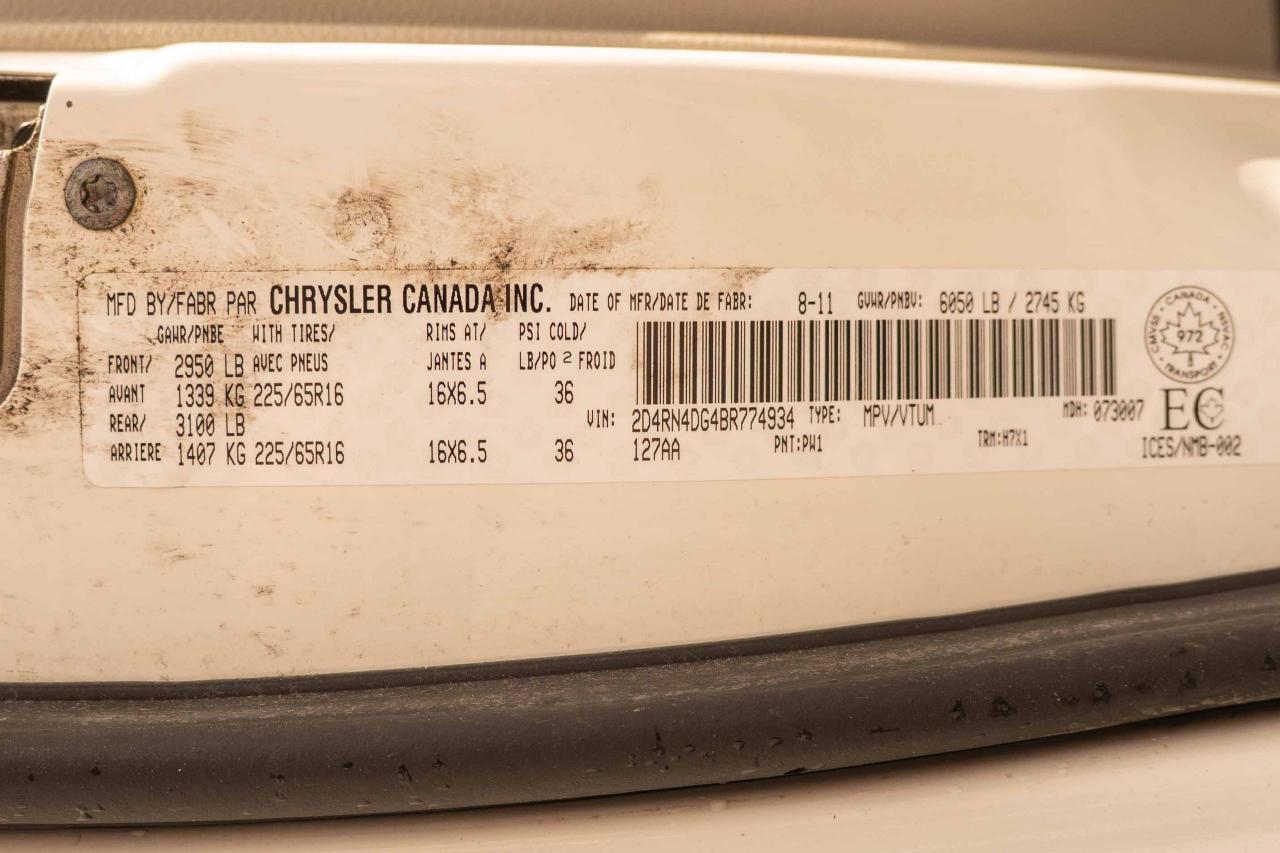 MFD BY/FABR PAR CHRYSLER CANADA INC. DATE OF MFR/DATE DE FABR: 8-11 GVWR/PNBV: 6050 LB / 2745 KG
GAWR/PNBE WITH TIRES/ RIMS AT/ PSI COLD/
FRONT/ 2950 LB AVEC PNEUS JANTES A LB/PO 2 FROID
AVANT 1339 KG 225/65R16 16X6.5 36
REAR/ 3100 LB VIN: 2D4RN4DG4BR774934 TYPE: MPV/VTUM MDH: 073007
ARRIERE 1407 KG 225/65R16 16X6.5 36 127AA PNT:PW1 TRM:H7X1
CANADA
CMVSS 972 NSVAC
TRANSPORT
EC
ICES/NMB-002